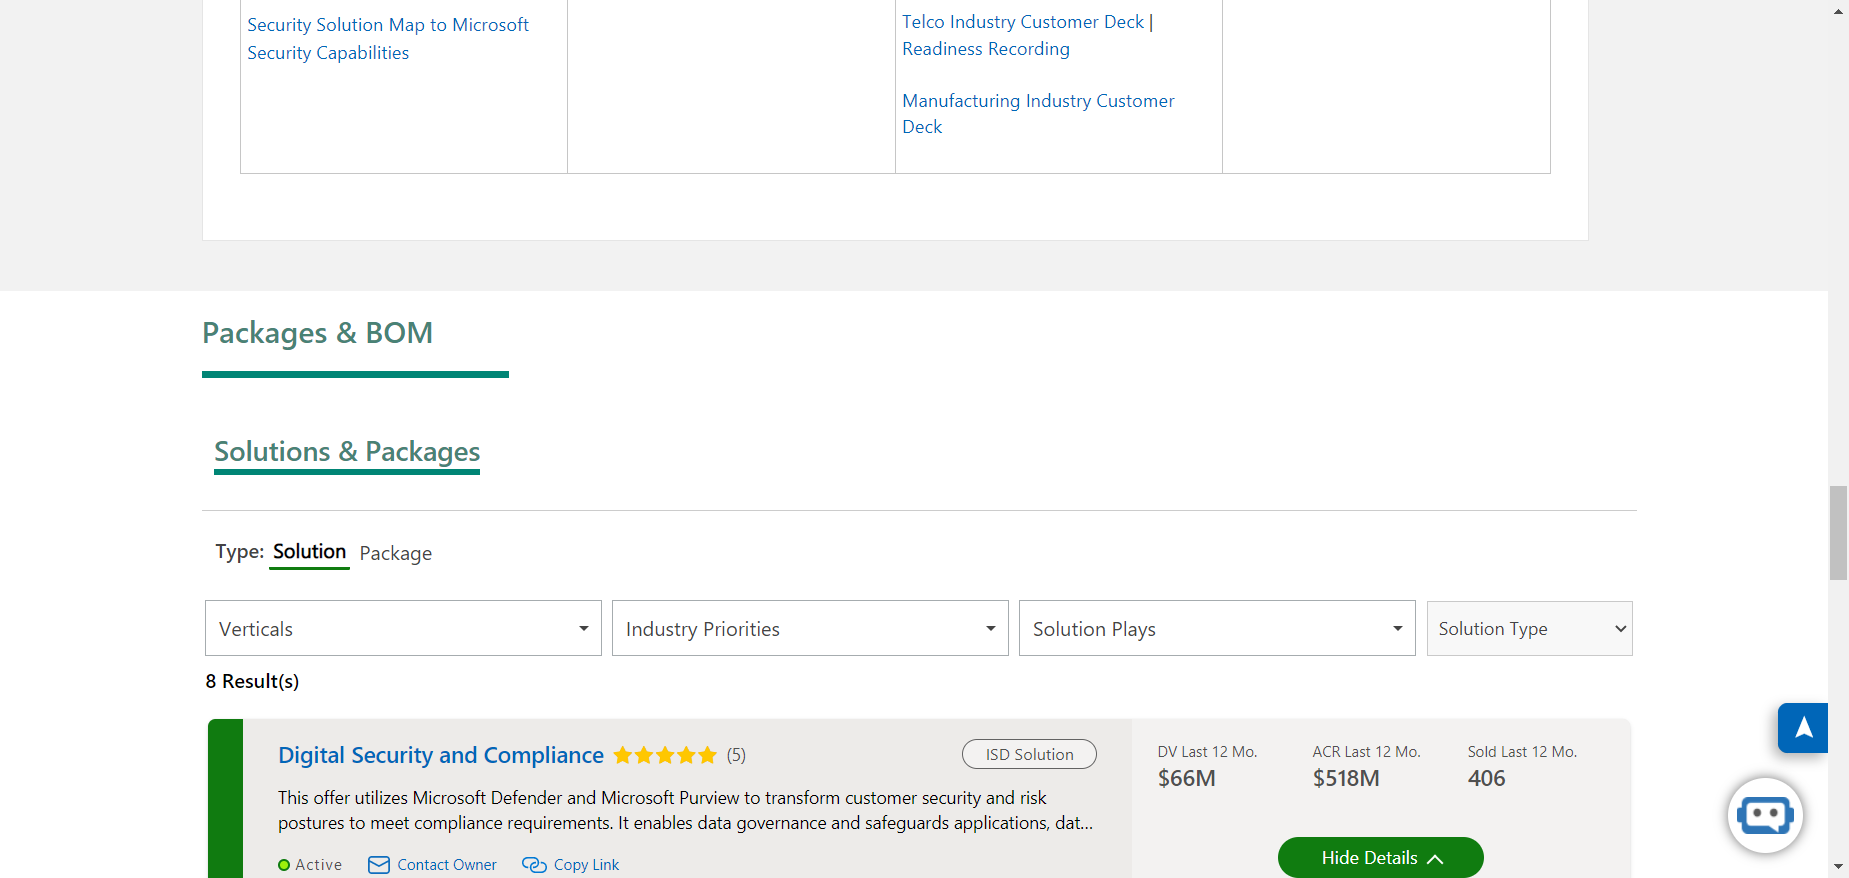 Security Solution Map to Microsoft
Security Capabilities
Telco Industry Customer Deck |
Readiness Recording
Manufacturing Industry Customer
Deck
Packages & BOM
Solutions & Packages
Type: Solution Package
Verticals
Industry Priorities
Solution Plays
Solution Type
8 Result(s)
Digital Security and Compliance (5)
ISD Solution
This offer utilizes Microsoft Defender and Microsoft Purview to transform customer security and risk
postures to meet compliance requirements. It enables data governance and safeguards applications, dat...
Active Contact Owner Copy Link
DV Last 12 Mo. ACR Last 12 Mo. Sold Last 12 Mo.
$66M $518M 406
Hide Details